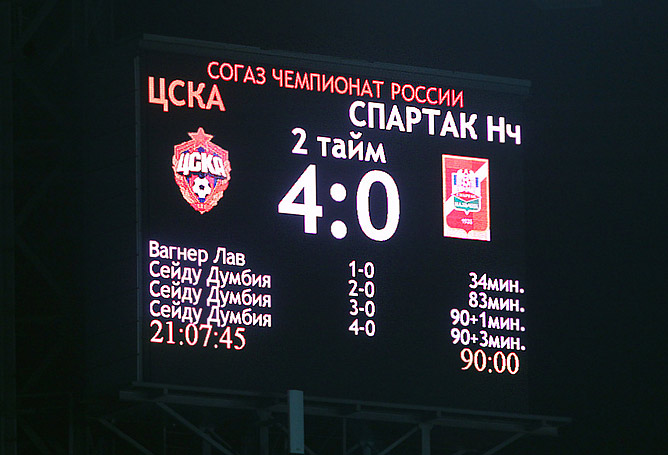 СОГАЗ ЧЕМПИОНАТ РОССИИ
ЦСКА
СПАРТАК Нч
2 тайм
ЦСКА
4:0
Вагнер Лав 1-0 34мин.
Сейду Думбия 2-0 83мин.
Сейду Думбия 3-0 90+1мин.
Сейду Думбия 4-0 90+3мин.
21:07:45 90:00